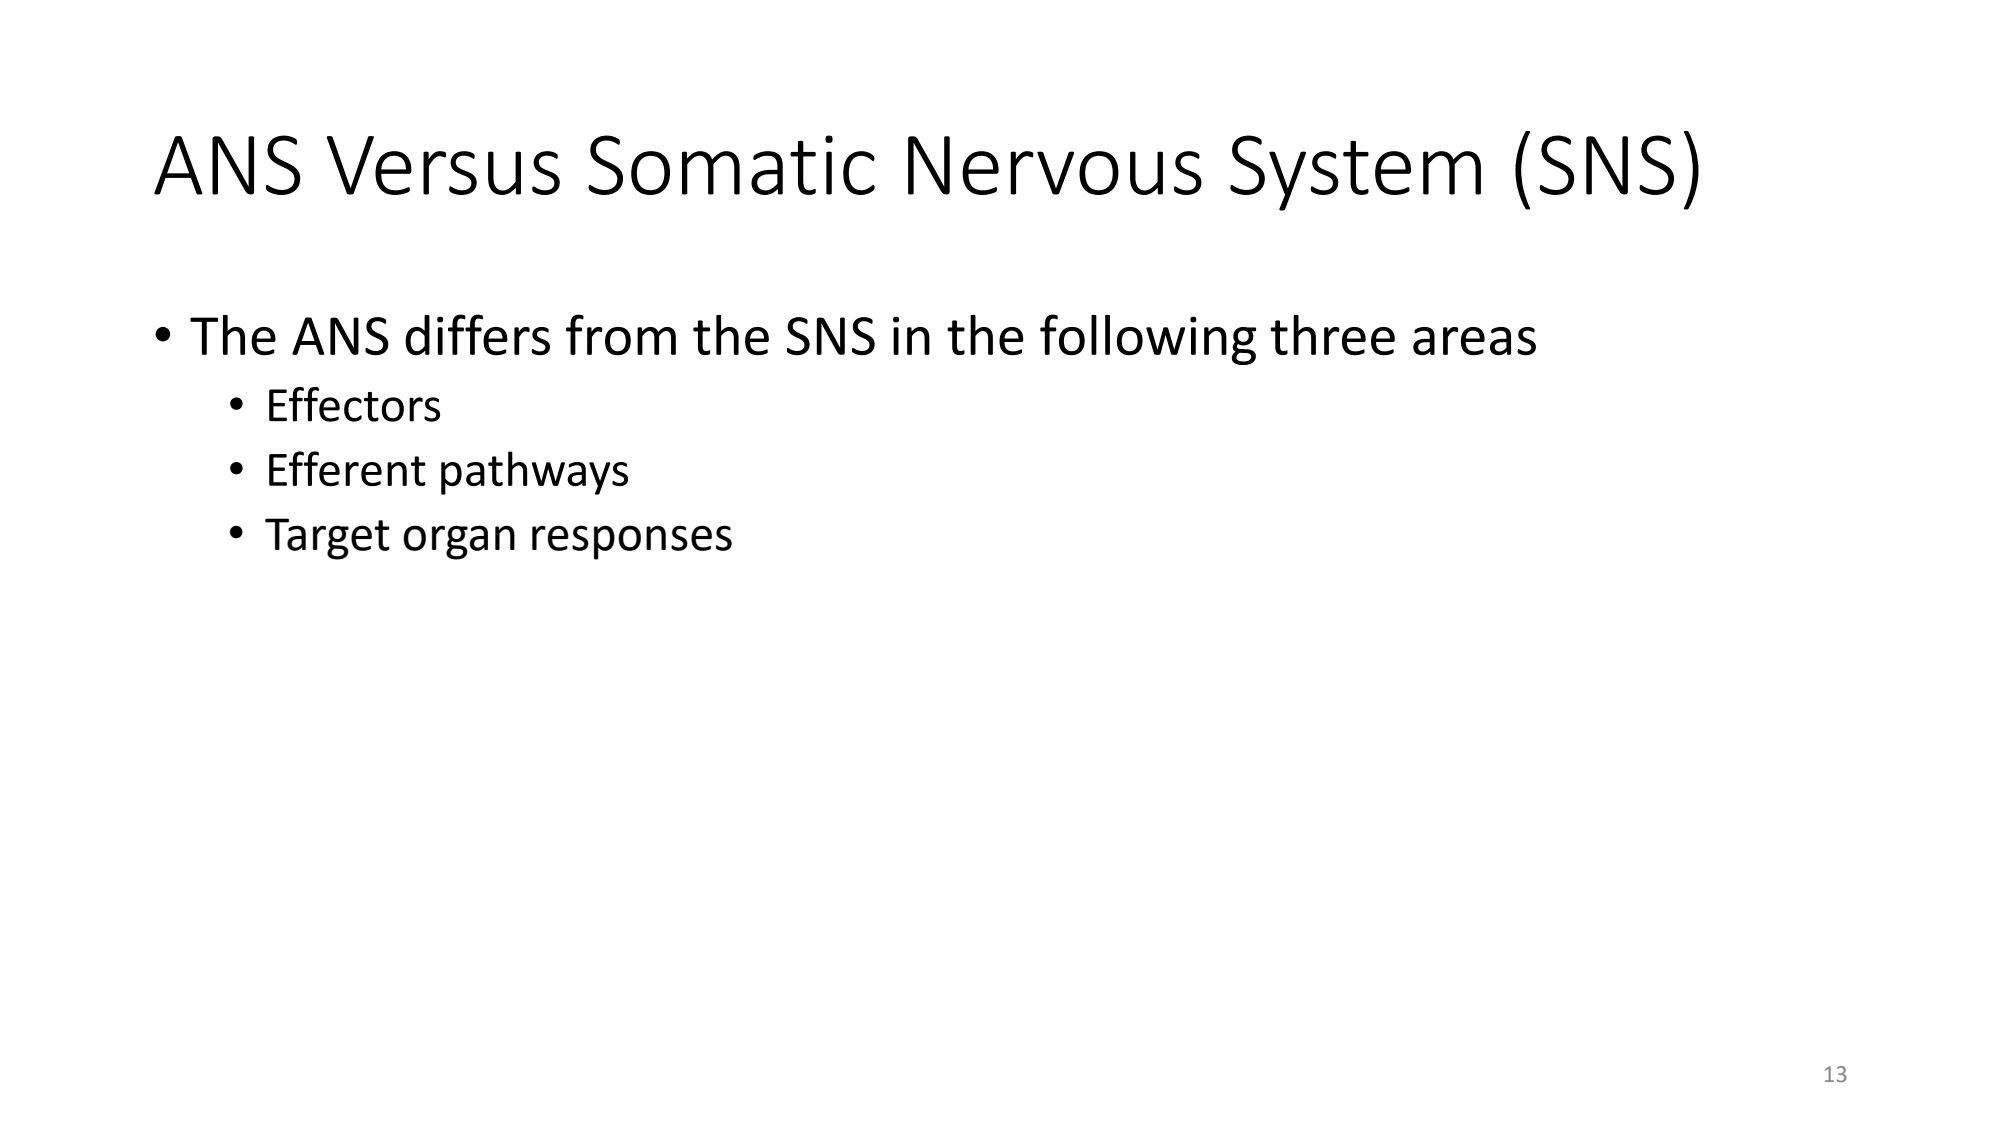 ANS Versus Somatic Nervous System (SNS)
• The ANS differs from the SNS in the following three areas
• Effectors
• Efferent pathways
• Target organ responses
13